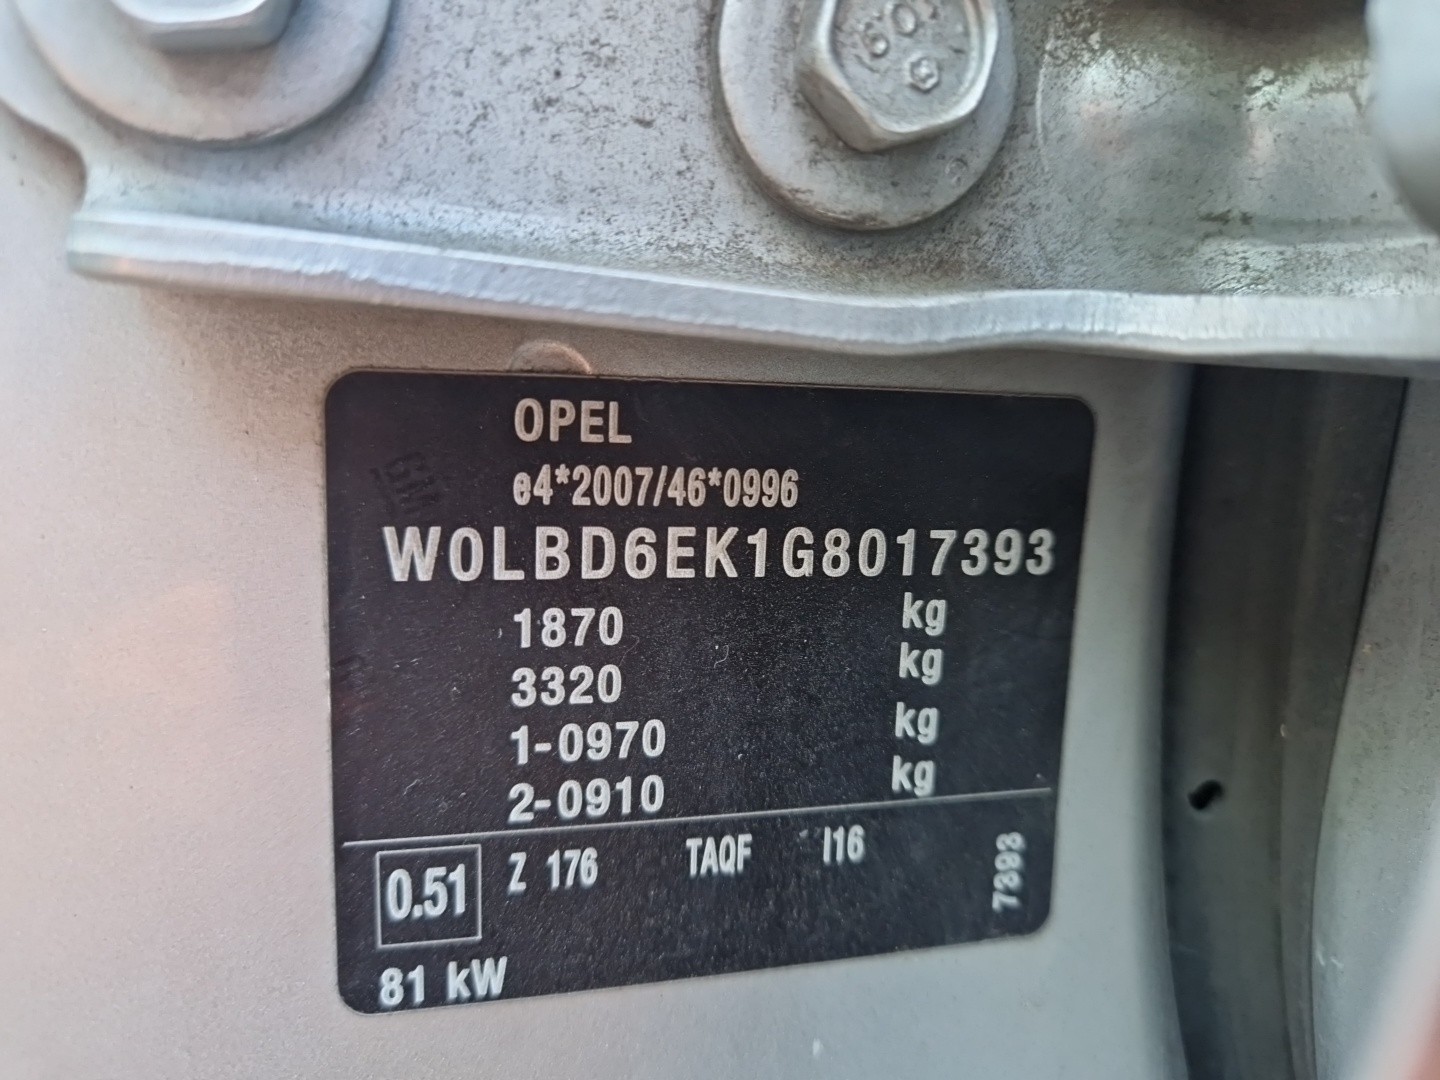 OPEL
e4*2007/46*0996
W0LBD6EK1G8017393
1870 kg
3320 kg
1-0970 kg
2-0910 kg
0.51 Z 176 TAQF I16 7393
81 kW
GM